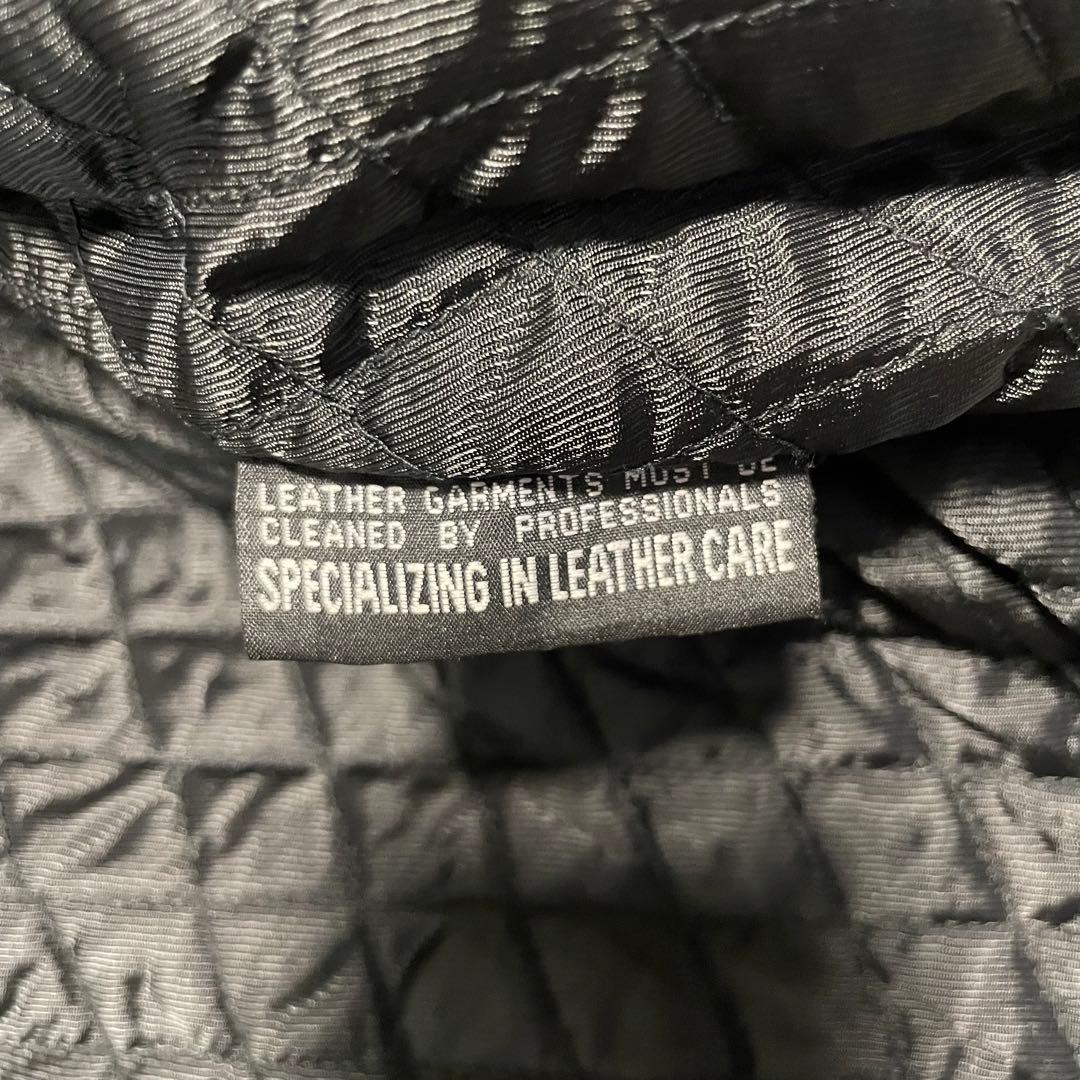 LEATHER GARMENTS MUST BE
CLEANED BY PROFESSIONALS
SPECIALIZING IN LEATHER CARE